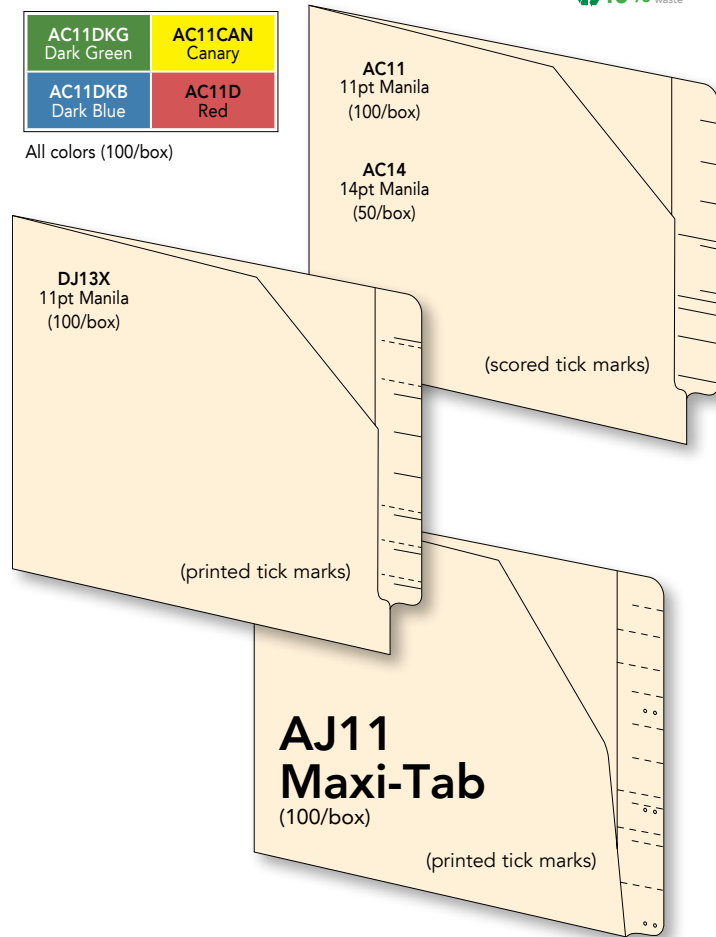 waste
AC11DKG
Dark Green
AC11CAN
Canary
AC11DKB
Dark Blue
AC11D
Red
All colors (100/box)
AC11
11pt Manila
(100/box)
AC14
14pt Manila
(50/box)
(scored tick marks)
DJ13X
11pt Manila
(100/box)
(printed tick marks)
AJ11
Maxi-Tab
(100/box)
(printed tick marks)